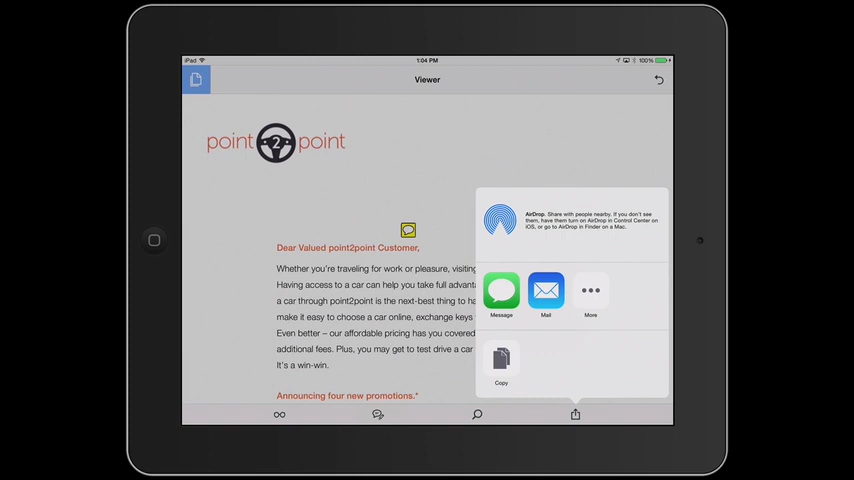 iPad
1:04 PM
100%
Viewer
point 2 point
Dear Valued point2point Customer,
Whether you're traveling for work or pleasure, visiting
Having access to a car can help you take full advanta
a car through point2point is the next-best thing to ha
make it easy to choose a car online, exchange keys
Even better – our affordable pricing has you covered
additional fees. Plus, you may get to test drive a car
It's a win-win.
Announcing four new promotions.*
AirDrop. Share with people nearby. If you don't see
them, have them turn on AirDrop in Control Center on
iOS, or go to AirDrop in Finder on a Mac.
Message
Mail
More
Copy